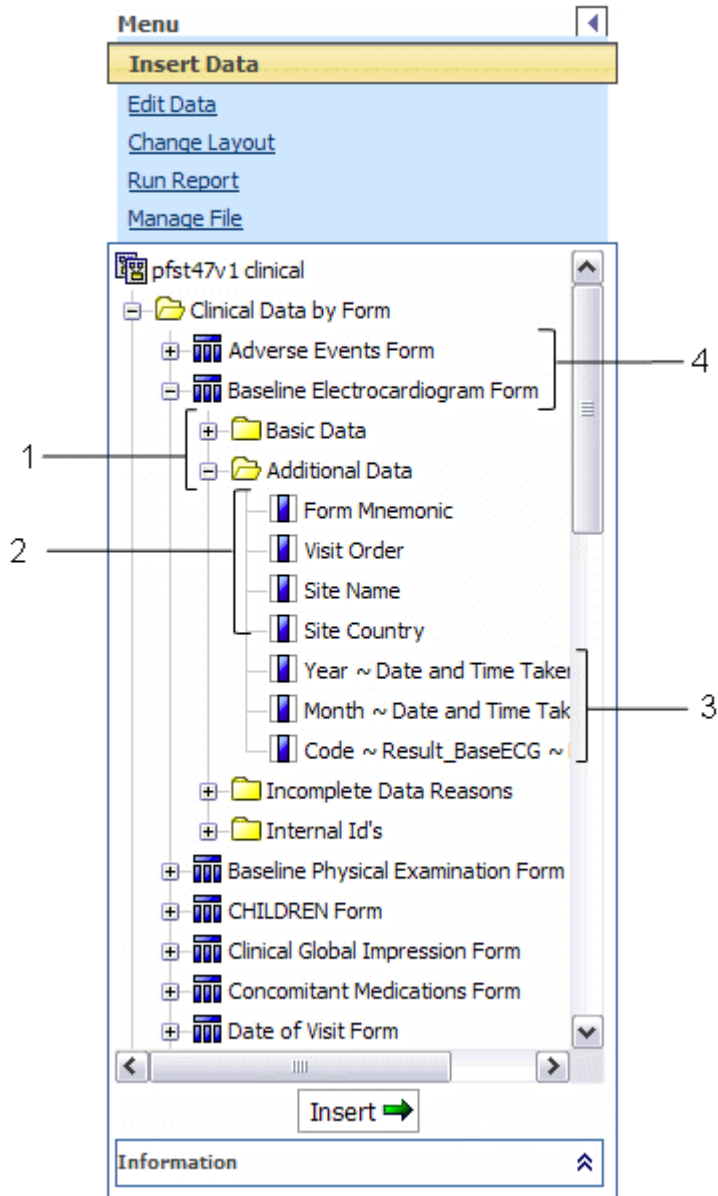 Menu
Insert Data
Edit Data
Change Layout
Run Report
Manage File
pfst47v1 clinical
Clinical Data by Form
Adverse Events Form
4
Baseline Electrocardiogram Form
Basic Data
1
Additional Data
Form Mnemonic
2
Visit Order
Site Name
Site Country
Year ~ Date and Time Taken
3
Month ~ Date and Time Tak
Code ~ Result_BaseECG ~
Incomplete Data Reasons
Internal Id's
Baseline Physical Examination Form
CHILDREN Form
Clinical Global Impression Form
Concomitant Medications Form
Date of Visit Form
Insert
Information